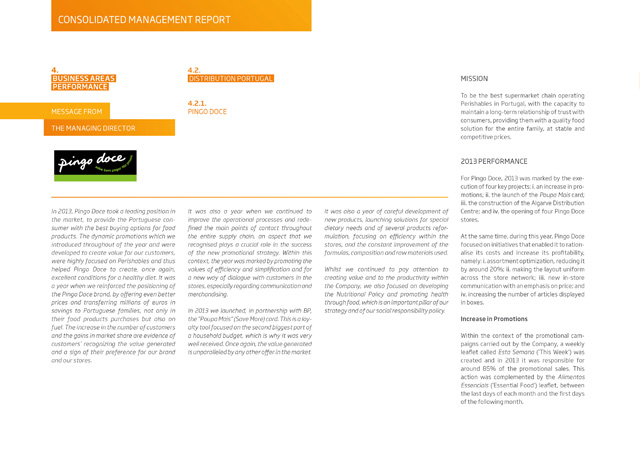 CONSOLIDATED MANAGEMENT REPORT
4.
BUSINESS AREAS
PERFORMANCE
4.2.
DISTRIBUTION PORTUGAL
4.2.1.
PINGO DOCE
MESSAGE FROM
THE MANAGING DIRECTOR
pingo doce
In 2013, Pingo Doce took a leading position in
the market, to provide the Portuguese con-
sumer with the best buying options for food
products. The dynamic promotions which we
introduced throughout the year and were
developed to create value for our customers,
were highly focused on Perishables and thus
helped Pingo Doce to create, once again,
excellent conditions for a healthy diet. It was
a year when we reinforced the positioning of
the Pingo Doce brand, by offering even better
prices and transferring millions of euros in
savings to Portuguese families, not only in
their food products purchases but also on
fuel. The increase in the number of customers
and the gains in market share are evidence of
customers' recognizing the value generated
and a sign of their preference for our brand
and our stores.
It was also a year when we continued to
improve the operational processes and rede-
fined the main points of contact throughout
the entire supply chain, an aspect that we
recognised plays a crucial role in the success
of the new promotional strategy. Within this
context, the year was marked by promoting the
values of efficiency and simplification and for
a new way of dialogue with customers in the
stores, especially regarding communication and
merchandising.
In 2013 we launched, in partnership with BP,
the "Poupa Mais" (Save More) card. This is a loy-
alty tool focused on the second biggest part of
a household budget, which is why it was very
well received. Once again, the value generated
is unparalleled by any other offer in the market.
It was also a year of careful development of
new products, launching solutions for special
dietary needs and of several products refor-
mulation, focusing on efficiency within the
stores, and the constant improvement of the
formulas, composition and raw materials used.
Whilst we continued to pay attention to
creating value and to the productivity within
the Company, we also focused on developing
the Nutritional Policy and promoting health
through food, which is an important pillar of our
strategy and of our social responsibility policy.
MISSION
To be the best supermarket chain operating
Perishables in Portugal, with the capacity to
maintain a long-term relationship of trust with
consumers, providing them with a quality food
solution for the entire family, at stable and
competitive prices.
2013 PERFORMANCE
For Pingo Doce, 2013 was marked by the exe-
cution of four key projects: i. an increase in pro-
motions, ii. the launch of the Poupa Mais card;
iii. the construction of the Algarve Distribution
Centre; and iv. the opening of four Pingo Doce
stores.
At the same time, during this year, Pingo Doce
focused on initiatives that enabled it to ration-
alise its costs and increase its profitability,
namely: i. assortment optimization, reducing it
by around 20%; ii. making the layout uniform
across the store network; iii. new in-store
communication with an emphasis on price; and
iv. increasing the number of articles displayed
in boxes.
Increase in Promotions
Within the context of the promotional cam-
paigns carried out by the Company, a weekly
leaflet called Esta Semana ('This Week') was
created and in 2013 it was responsible for
around 85% of the promotional sales. This
action was complemented by the Alimentos
Essenciais ('Essential Food') leaflet, between
the last days of each month and the first days
of the following month.